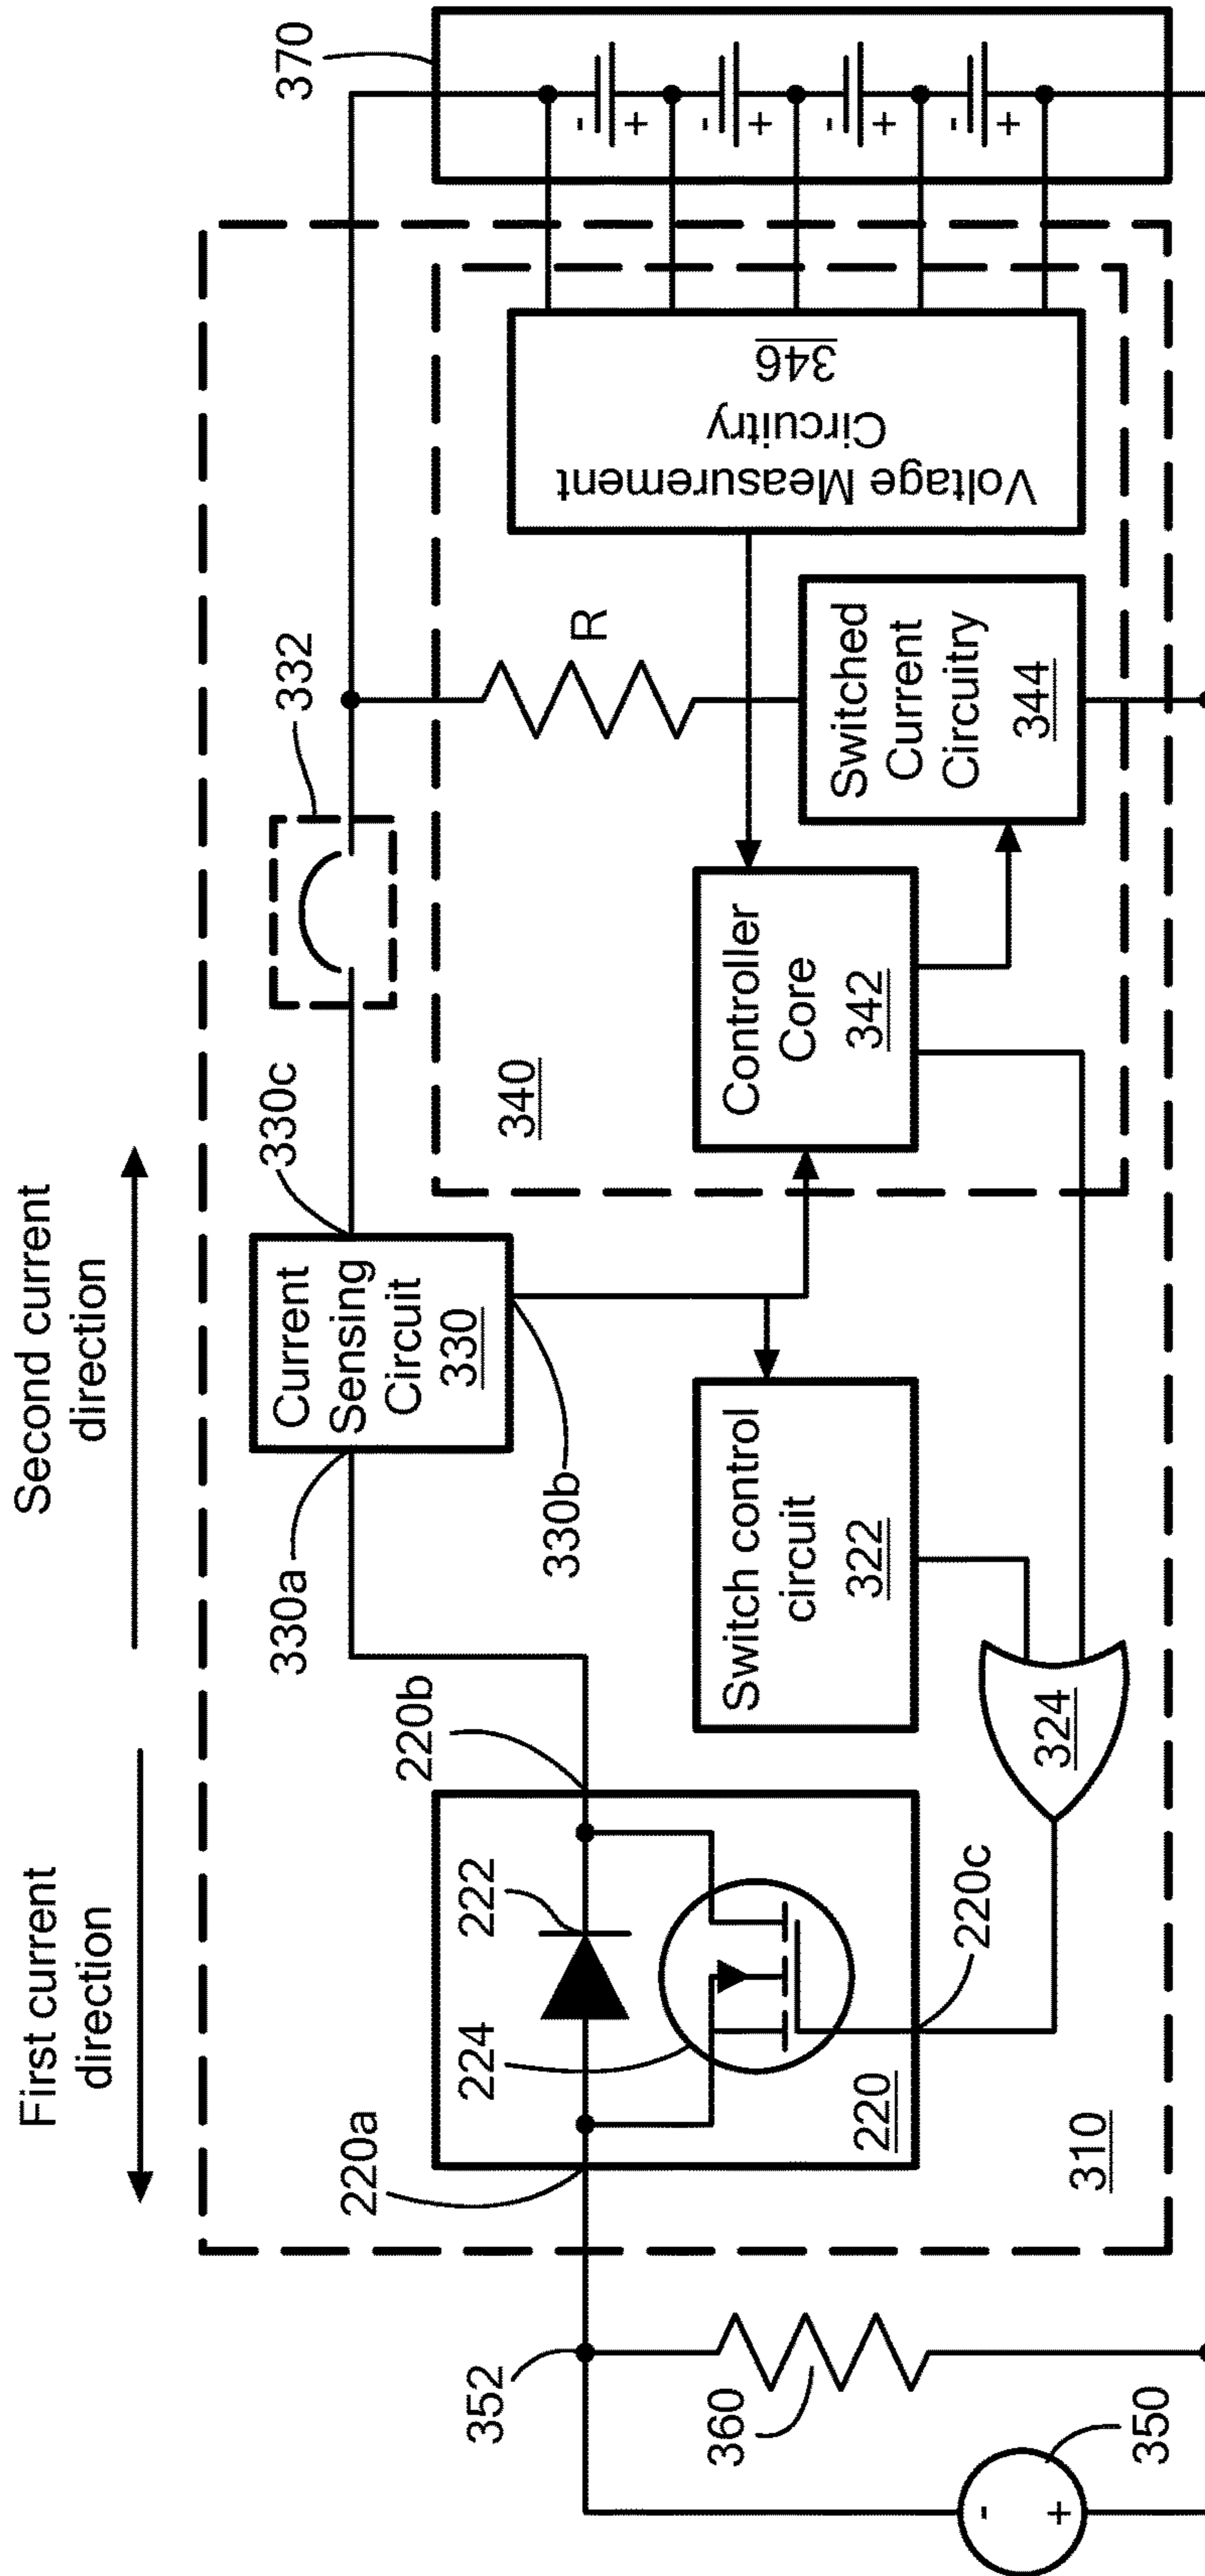 First current
direction
Second current
direction
370
332
330c
330a
Current
Sensing
Circuit
330
330b
R
340
346
Voltage Measurement
Circuitry
Controller
Core
342
Switched
Current
Circuitry
344
Switch control
circuit
322
324
220b
220a
222
224
220c
220
310
352
360
350
-
+
-
+
-
+
-
+
-
+